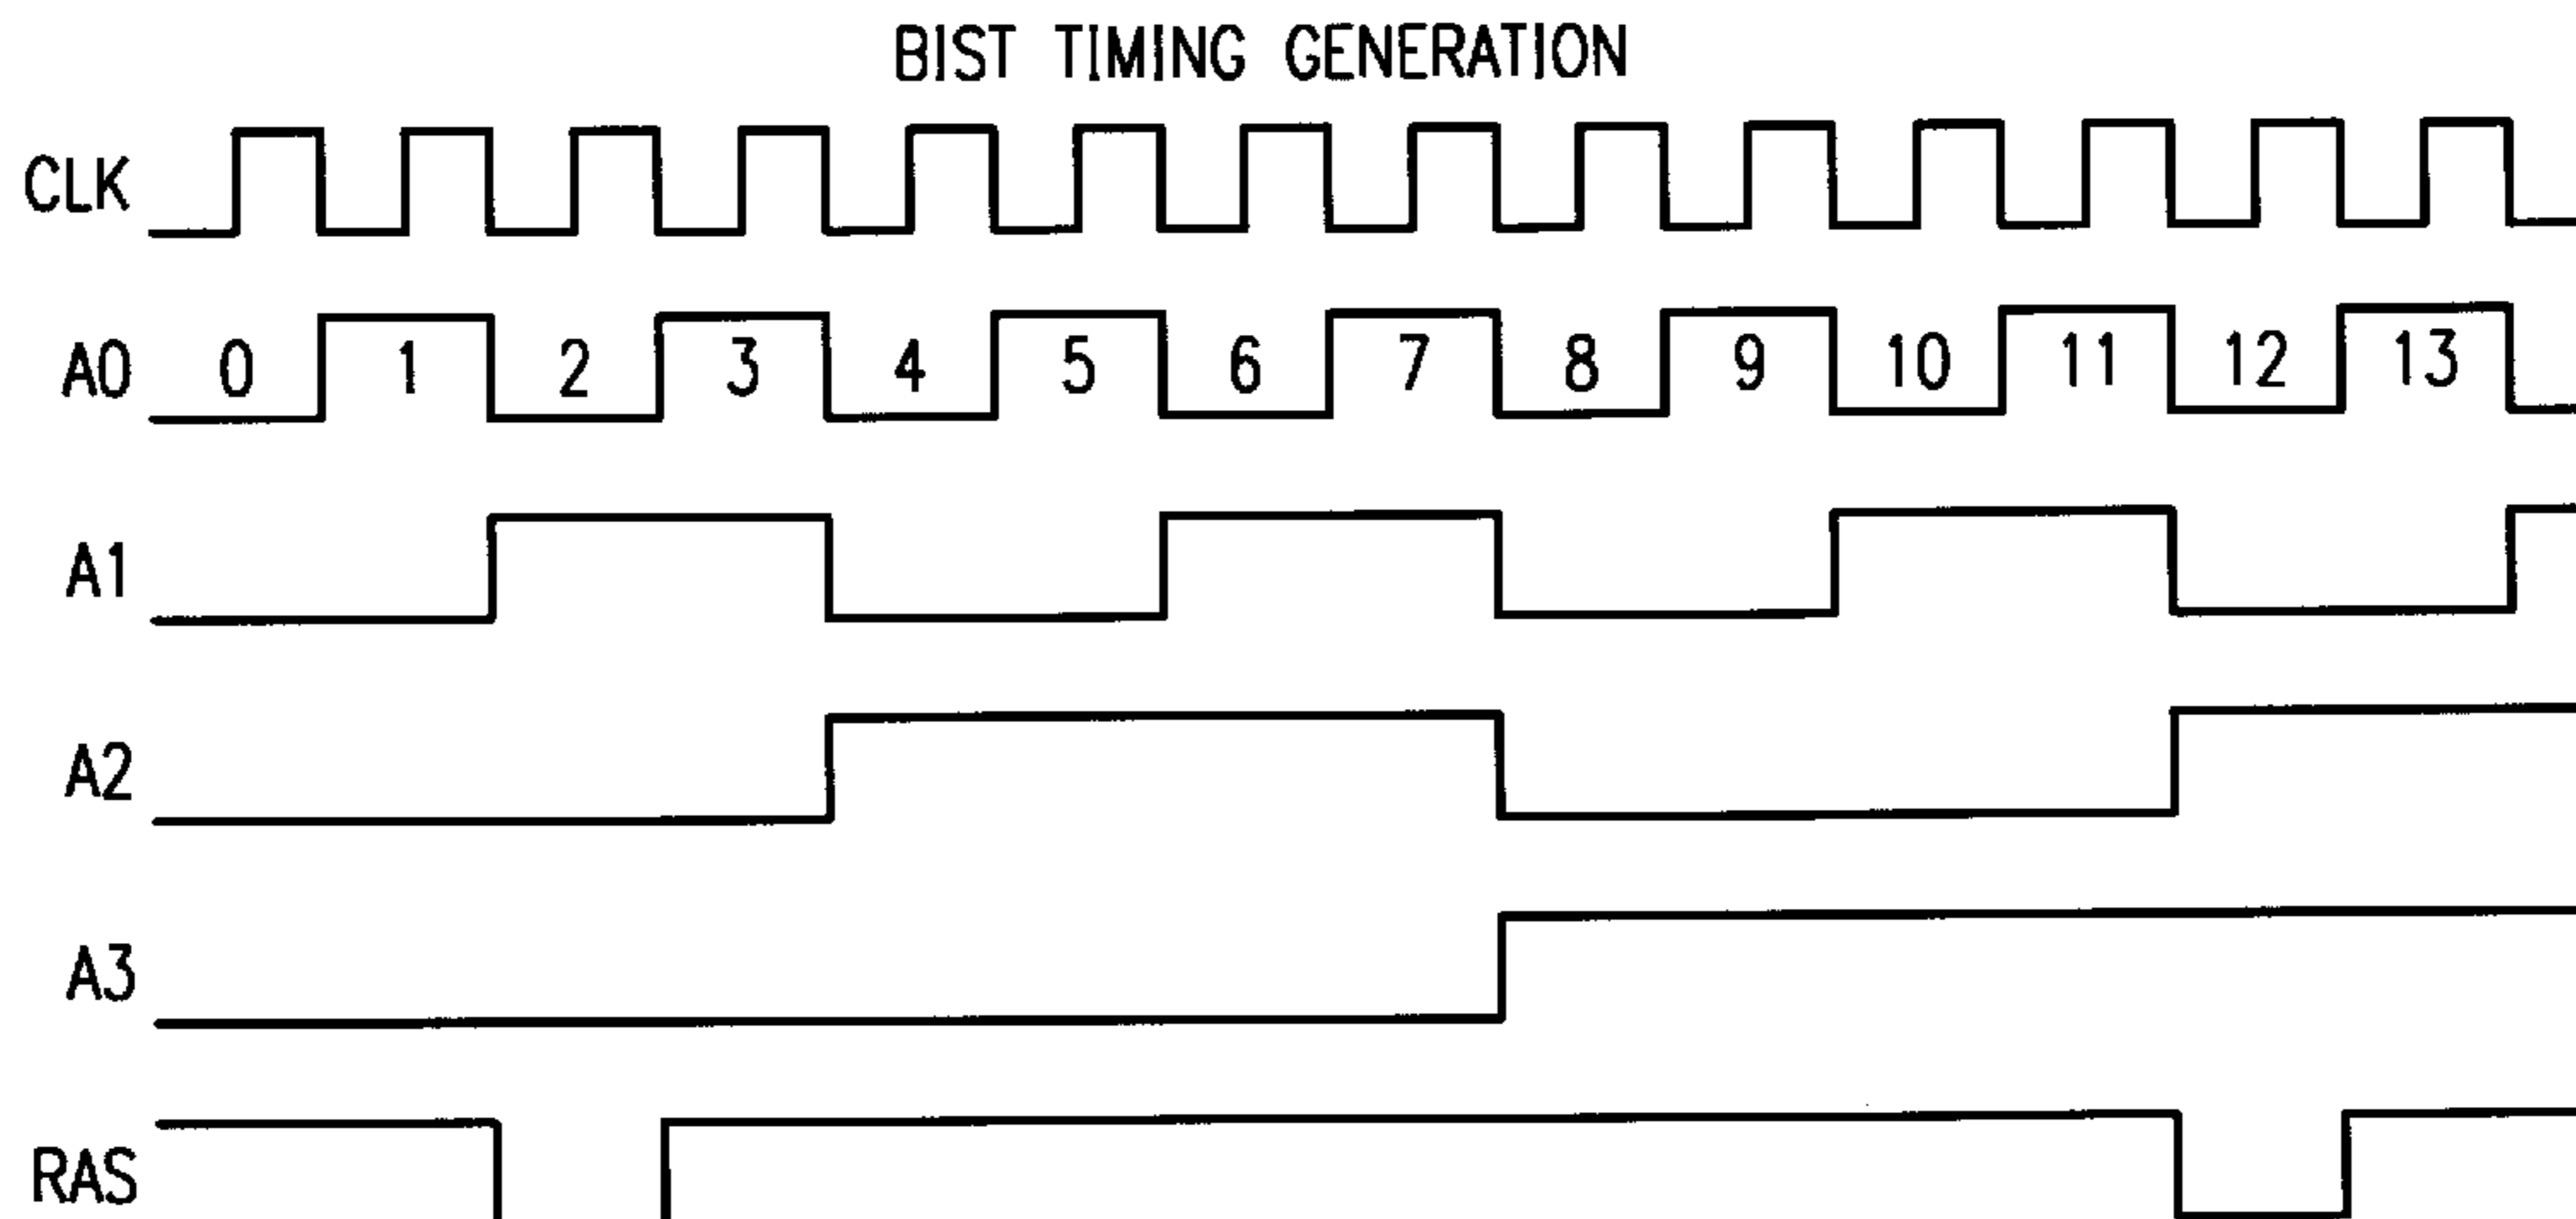 BIST TIMING GENERATION
CLK
A0 0 1 2 3 4 5 6 7 8 9 10 11 12 13
A1
A2
A3
RAS